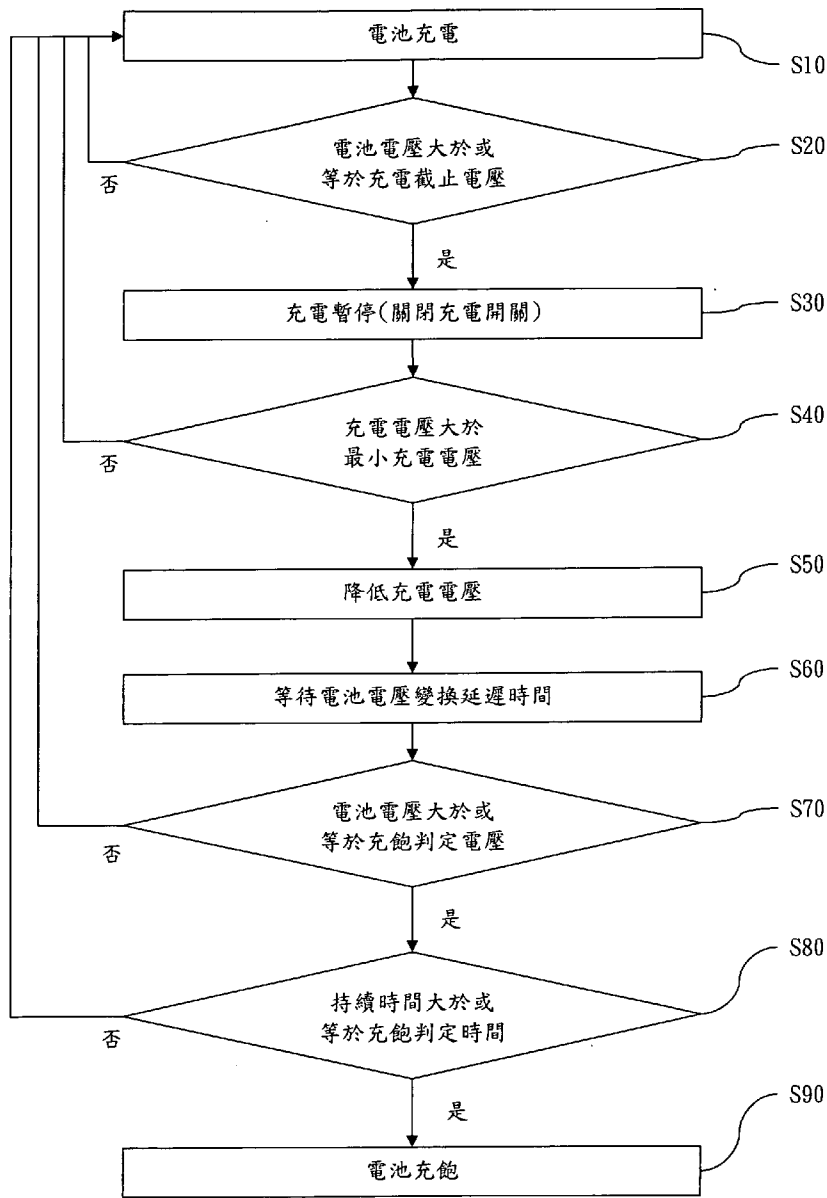 電池充電
S10
電池電壓大於或
等於充電截止電壓
S20
否
是
充電暫停(關閉充電開關)
S30
充電電壓大於
最小充電電壓
S40
否
是
降低充電電壓
S50
等待電池電壓變換延遲時間
S60
電池電壓大於或
等於充飽判定電壓
S70
否
是
持續時間大於或
等於充飽判定時間
S80
否
是
電池充飽
S90